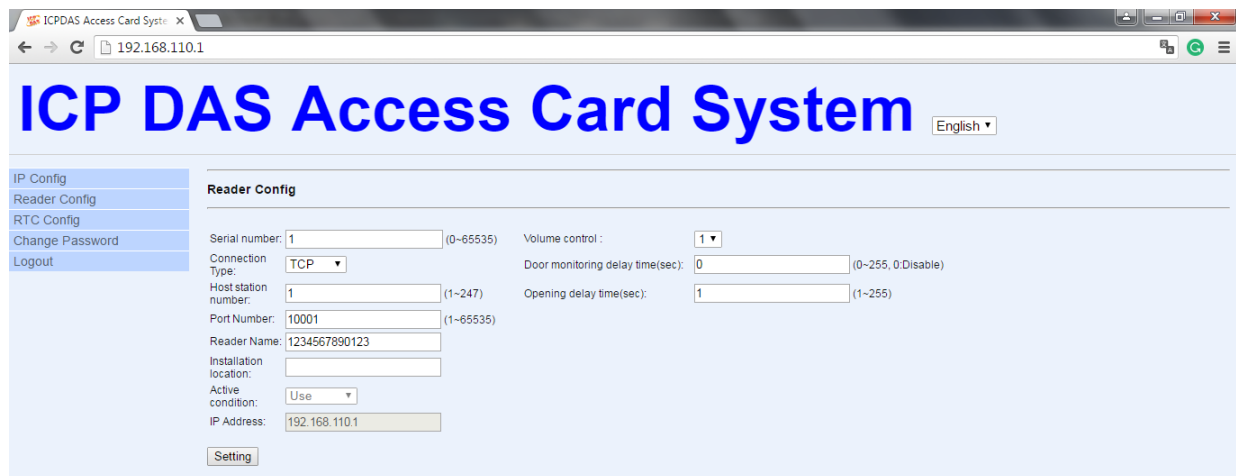 ICPDAS Access Card Syste
192.168.110.1
ICP DAS Access Card System English
IP Config
Reader Config
RTC Config
Change Password
Logout
Reader Config
Serial number: 1 (0~65535) Volume control : 1
Connection Type: TCP Door monitoring delay time(sec): 0 (0~255, 0:Disable)
Host station number: 1 (1~247) Opening delay time(sec): 1 (1~255)
Port Number: 10001 (1~65535)
Reader Name: 1234567890123
Installation location:
Active condition: Use
IP Address: 192.168.110.1
Setting